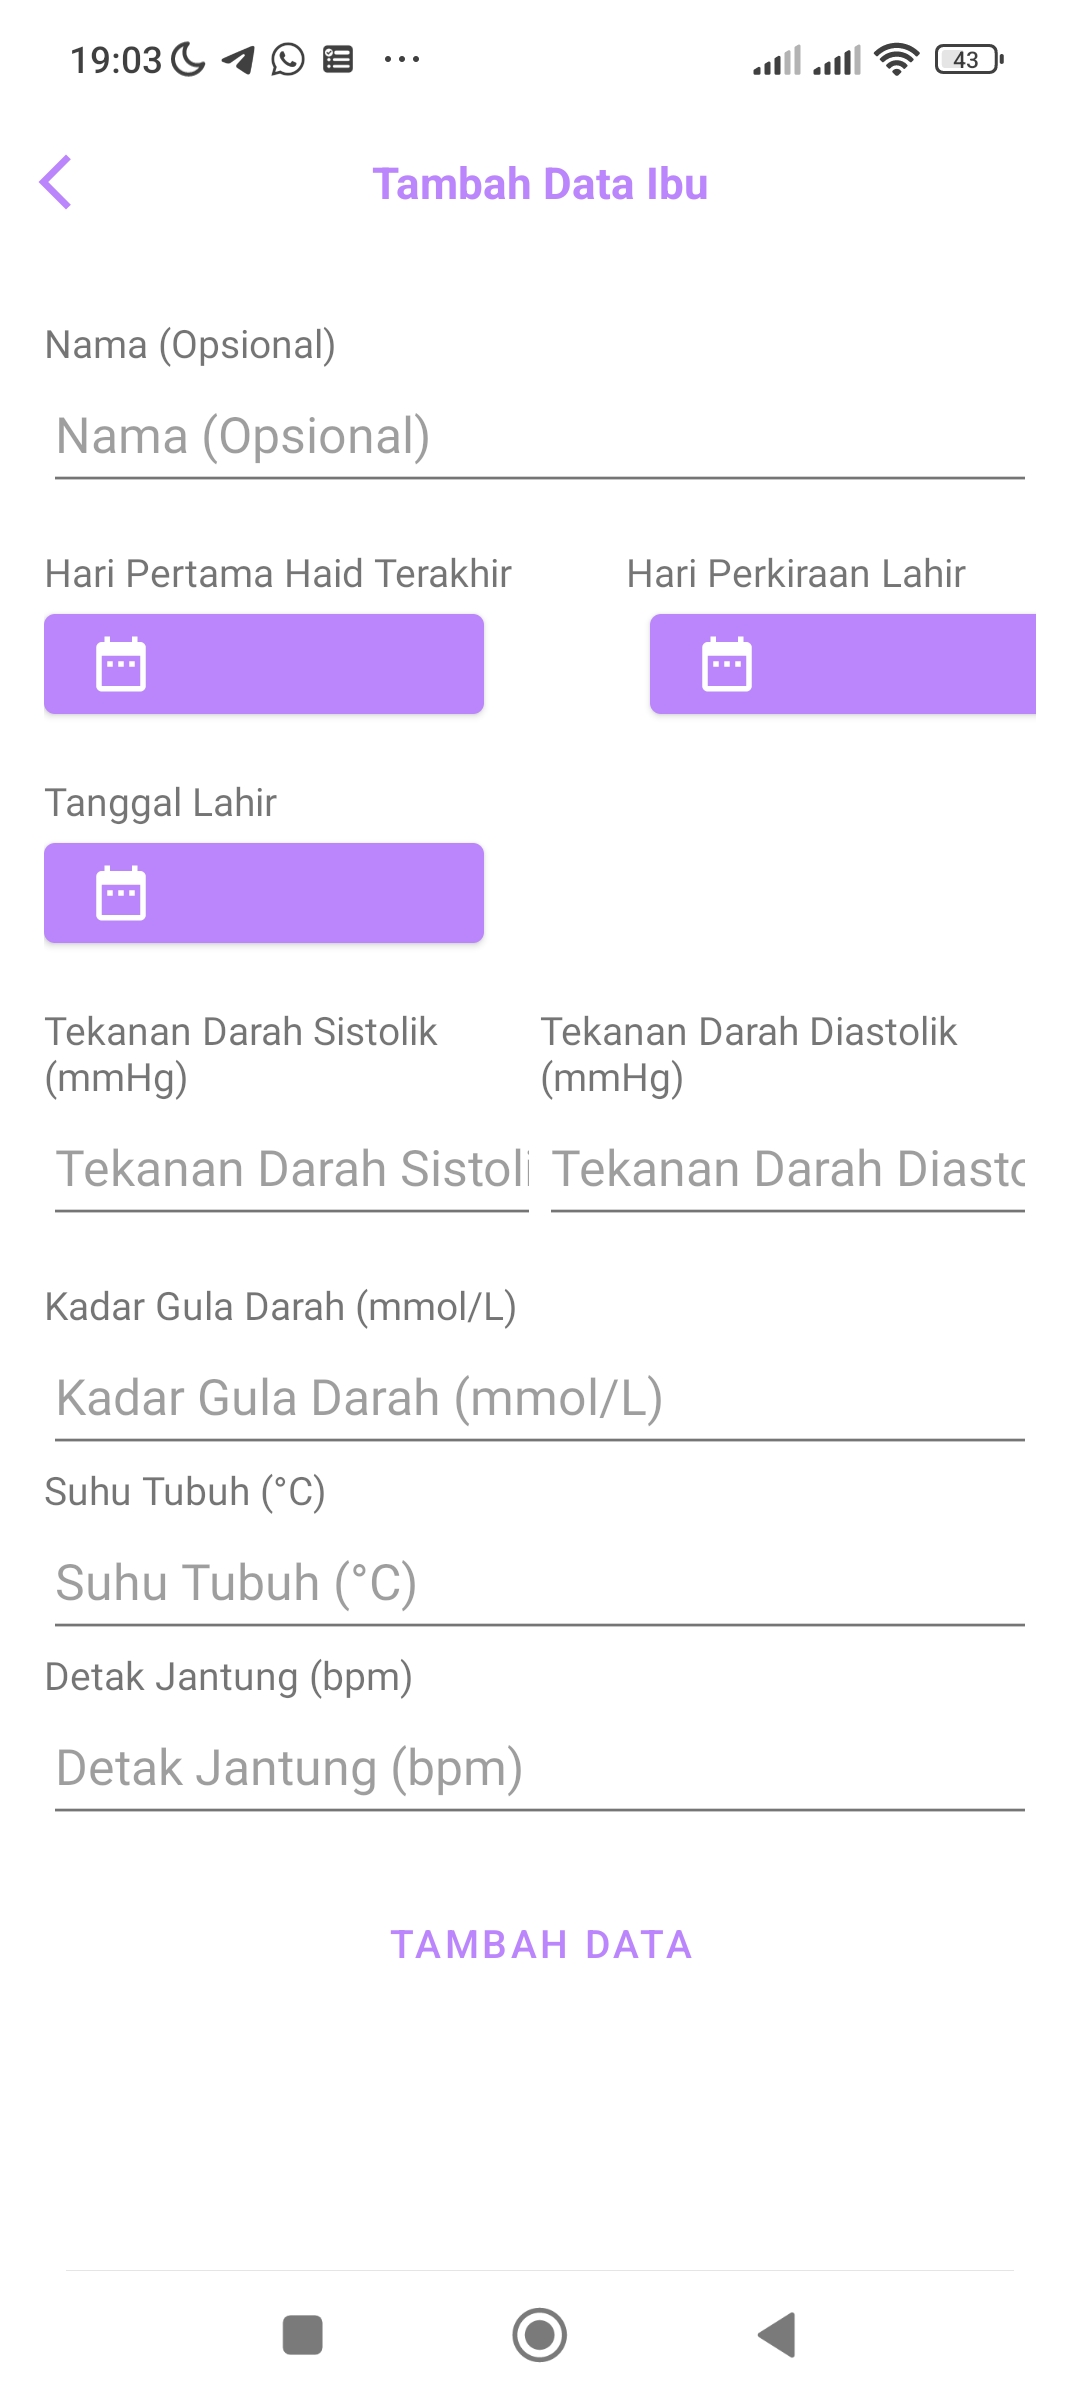 19:03
43
Tambah Data Ibu
Nama (Opsional)
Nama (Opsional)
Hari Pertama Haid Terakhir
Hari Perkiraan Lahir
Tanggal Lahir
Tekanan Darah Sistolik
(mmHg)
Tekanan Darah Diastolik
(mmHg)
Tekanan Darah Sistoli
Tekanan Darah Diasto
Kadar Gula Darah (mmol/L)
Kadar Gula Darah (mmol/L)
Suhu Tubuh (°C)
Suhu Tubuh (°C)
Detak Jantung (bpm)
Detak Jantung (bpm)
TAMBAH DATA